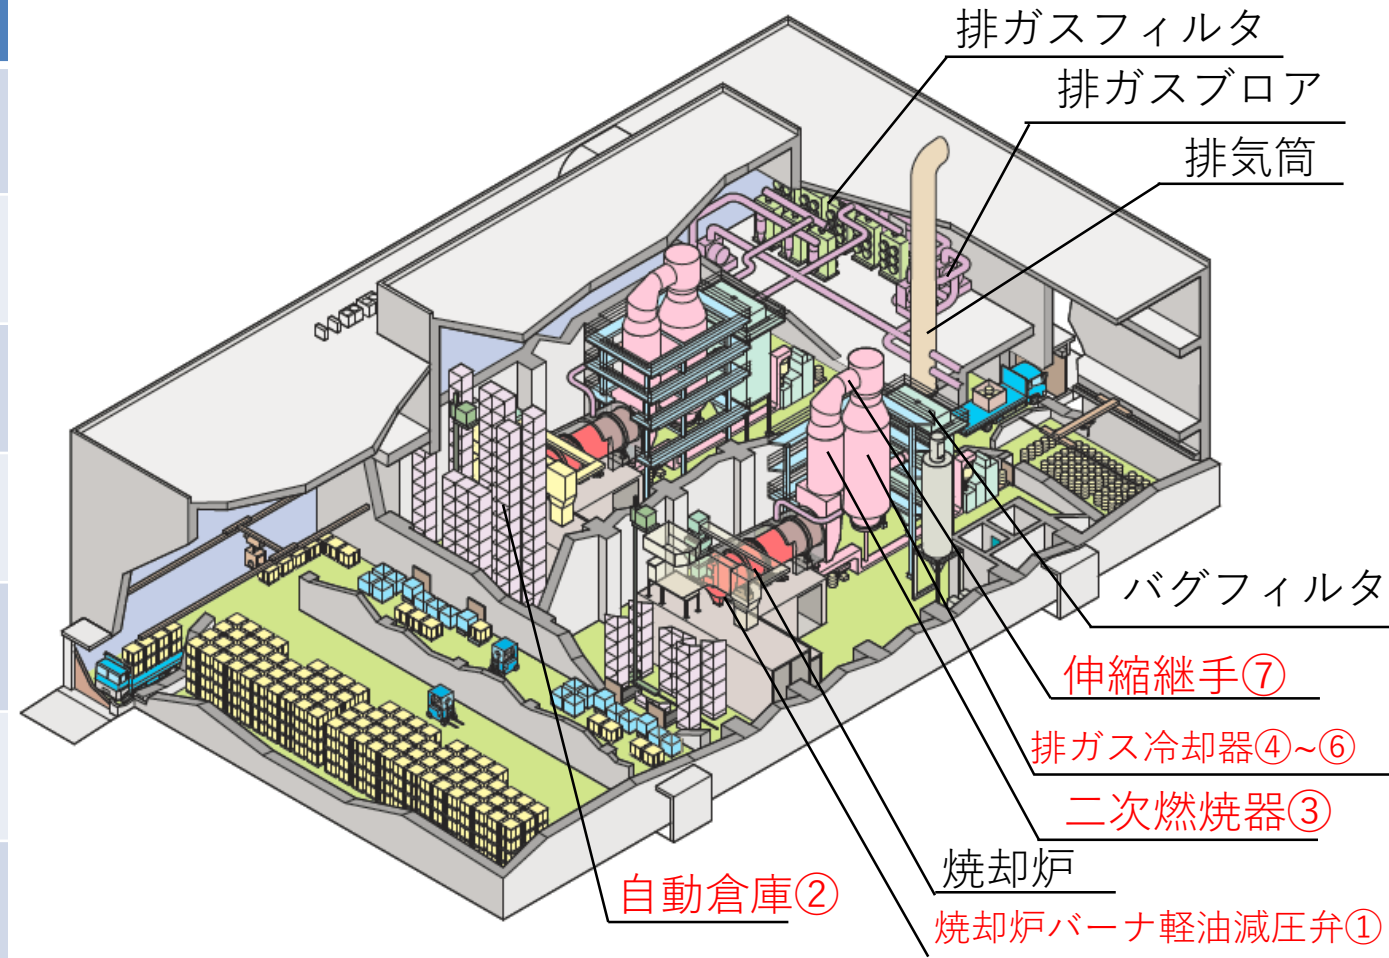 排ガスフィルタ
排ガスブロア
排気筒
バグフィルタ
伸縮継手⑦
排ガス冷却器④~⑥
二次燃焼器③
焼却炉
自動倉庫②
焼却炉バーナ軽油減圧弁①